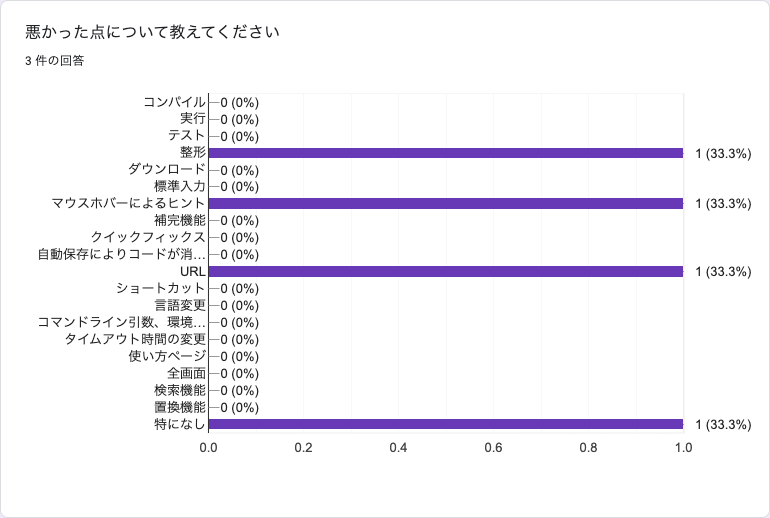 悪かった点について教えてください
3 件の回答
コンパイル 0 (0%)
実行 0 (0%)
テスト 0 (0%)
整形 1 (33.3%)
ダウンロード 0 (0%)
標準入力 0 (0%)
マウスホバーによるヒント 1 (33.3%)
補完機能 0 (0%)
クイックフィックス 0 (0%)
自動保存によりコードが消… 0 (0%)
URL 1 (33.3%)
ショートカット 0 (0%)
言語変更 0 (0%)
コマンドライン引数、環境… 0 (0%)
タイムアウト時間の変更 0 (0%)
使い方ページ 0 (0%)
全画面 0 (0%)
検索機能 0 (0%)
置換機能 0 (0%)
特になし 1 (33.3%)
0.0 0.2 0.4 0.6 0.8 1.0